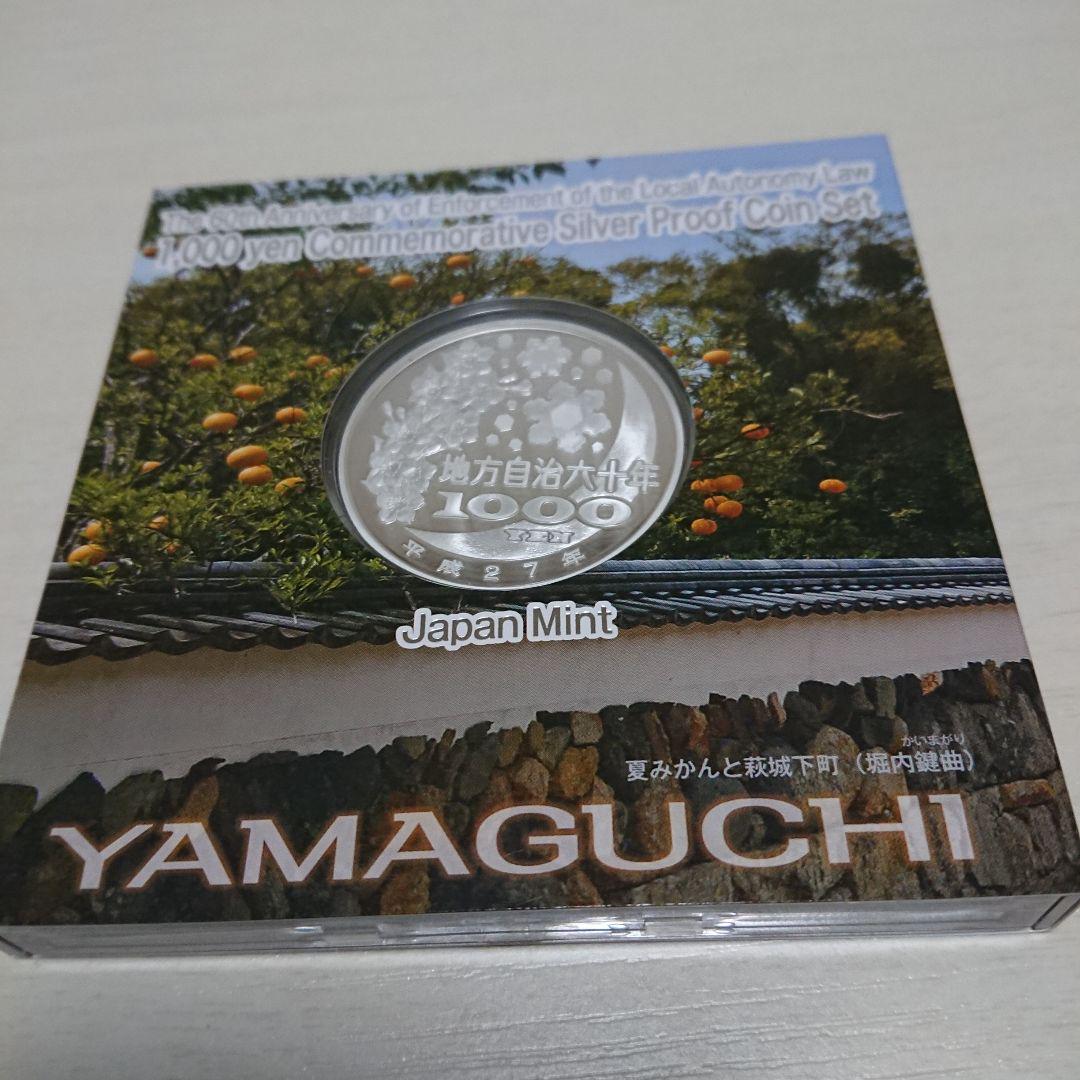 The 60th Anniversary of Enforcement of the Local Autonomy Law
1,000 yen Commemorative Silver Proof Coin Set
地方自治六十年
1000
YEN
平成27年
Japan Mint
かいまがり
夏みかんと萩城下町（堀内鍵曲）
YAMAGUCHI